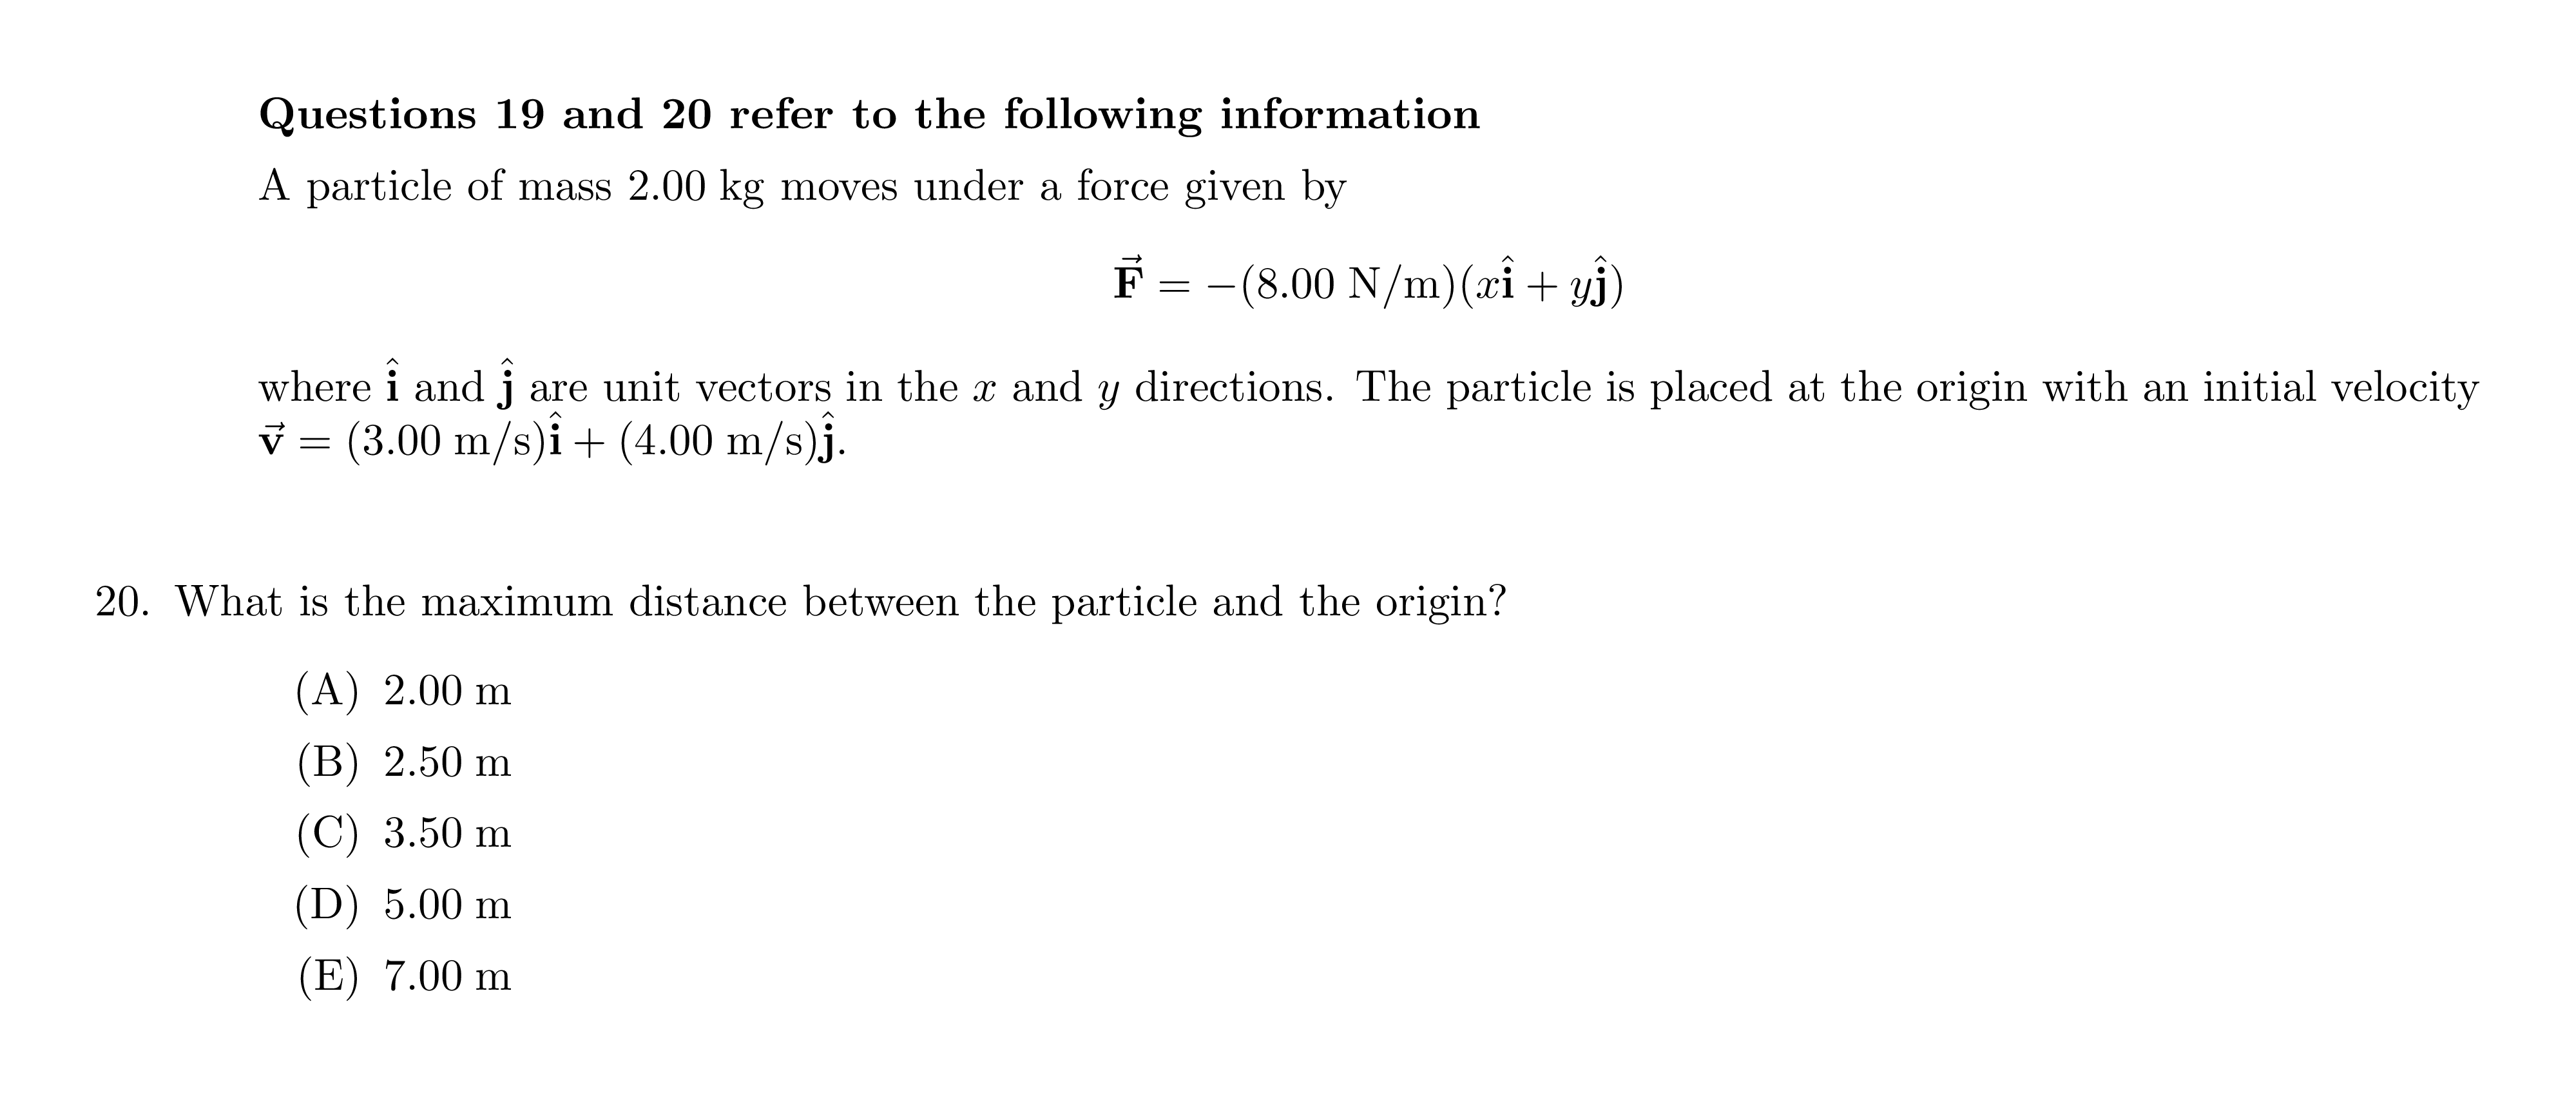 Questions 19 and 20 refer to the following information
A particle of mass 2.00 kg moves under a force given by
$\vec{\mathbf{F}} = -(8.00 \text{ N/m})(x\hat{\mathbf{i}} + y\hat{\mathbf{j}})$
where $\hat{\mathbf{i}}$ and $\hat{\mathbf{j}}$ are unit vectors in the $x$ and $y$ directions. The particle is placed at the origin with an initial velocity
$\vec{\mathbf{v}} = (3.00 \text{ m/s})\hat{\mathbf{i}} + (4.00 \text{ m/s})\hat{\mathbf{j}}$.
20. What is the maximum distance between the particle and the origin?
(A) 2.00 m
(B) 2.50 m
(C) 3.50 m
(D) 5.00 m
(E) 7.00 m